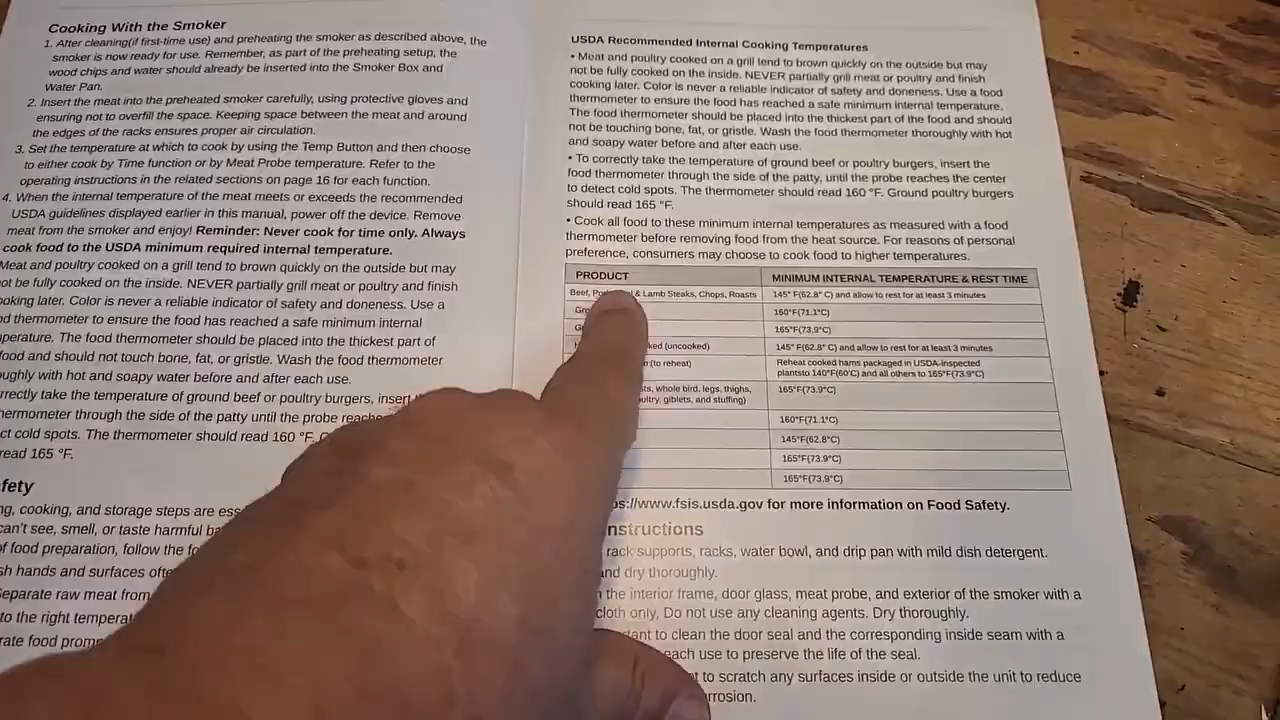 Cooking With the Smoker
1. After cleaning(if first-time use) and preheating the smoker as described above, the
smoker is now ready for use. Remember, as part of the preheating setup, the
wood chips and water should already be inserted into the Smoker Box and
Water Pan.
2. Insert the meat into the preheated smoker carefully, using protective gloves and
ensuring not to overfill the space. Keeping space between the meat and around
the edges of the racks ensures proper air circulation.
3. Set the temperature at which to cook by using the Temp Button and then choose
to either cook by Time function or by Meat Probe temperature. Refer to the
operating instructions in the related sections on page 16 for each function.
4. When the internal temperature of the meat meets or exceeds the recommended
USDA guidelines displayed earlier in this manual, power off the device. Remove
meat from the smoker and enjoy! Reminder: Never cook for time only. Always
cook food to the USDA minimum required internal temperature.
Meat and poultry cooked on a grill tend to brown quickly on the outside but may
be fully cooked on the inside. NEVER partially grill meat or poultry and finish
later. Color is never a reliable indicator of safety and doneness. Use a
thermometer to ensure the food has reached a safe minimum internal
The food thermometer should be placed into the thickest part of
food and should not touch bone, fat, or gristle. Wash the food thermometer
with hot and soapy water before and after each use.
take the temperature of ground beef or poultry burgers, insert
thermometer through the side of the patty until the probe
cold spots. The thermometer should read 160 °F.
read 165 °F.
cooking, and storage steps are
can't see, smell, or taste harmful
of food preparation, follow the
hands and surfaces
Separate raw meat from
to the right
food
USDA Recommended Internal Cooking Temperatures
• Meat and poultry cooked on a grill tend to brown quickly on the outside but may
not be fully cooked on the inside. NEVER partially grill meat or poultry and finish
cooking later. Color is never a reliable indicator of safety and doneness. Use a food
thermometer to ensure the food has reached a safe minimum internal temperature.
The food thermometer should be placed into the thickest part of the food and should
not be touching bone, fat, or gristle. Wash the food thermometer thoroughly with hot
and soapy water before and after each use.
• To correctly take the temperature of ground beef or poultry burgers, insert the
food thermometer through the side of the patty, until the probe reaches the center
to detect cold spots. The thermometer should read 160 °F. Ground poultry burgers
should read 165 °F.
• Cook all food to these minimum internal temperatures as measured with a food
thermometer before removing food from the heat source. For reasons of personal
preference, consumers may choose to cook food to higher temperatures.
PRODUCT MINIMUM INTERNAL TEMPERATURE & REST TIME
Beef, & Lamb Steaks, Chops, Roasts 145° F(62.8° C) and allow to rest for at least 3 minutes
160°F(71.1°C)
165°F(73.9°C)
(uncooked) 145° F(62.8° C) and allow to rest for at least 3 minutes
(to reheat) Reheat cooked hams packaged in USDA-inspected
plantsto 140°F(60'C) and all others to 165°F(73.9°C)
whole bird, legs, thighs, 165°F(73.9°C)
giblets, and stuffing)
160°F(71.1°C)
145°F(62.8°C)
165°F(73.9°C)
165°F(73.9°C)
//www.fsis.usda.gov for more information on Food Safety.
rack supports, racks, water bowl, and drip pan with mild dish detergent.
dry thoroughly.
the interior frame, door glass, meat probe, and exterior of the smoker with a
cloth only, Do not use any cleaning agents. Dry thoroughly.
to clean the door seal and the corresponding inside seam with a
each use to preserve the life of the seal.
to scratch any surfaces inside or outside the unit to reduce